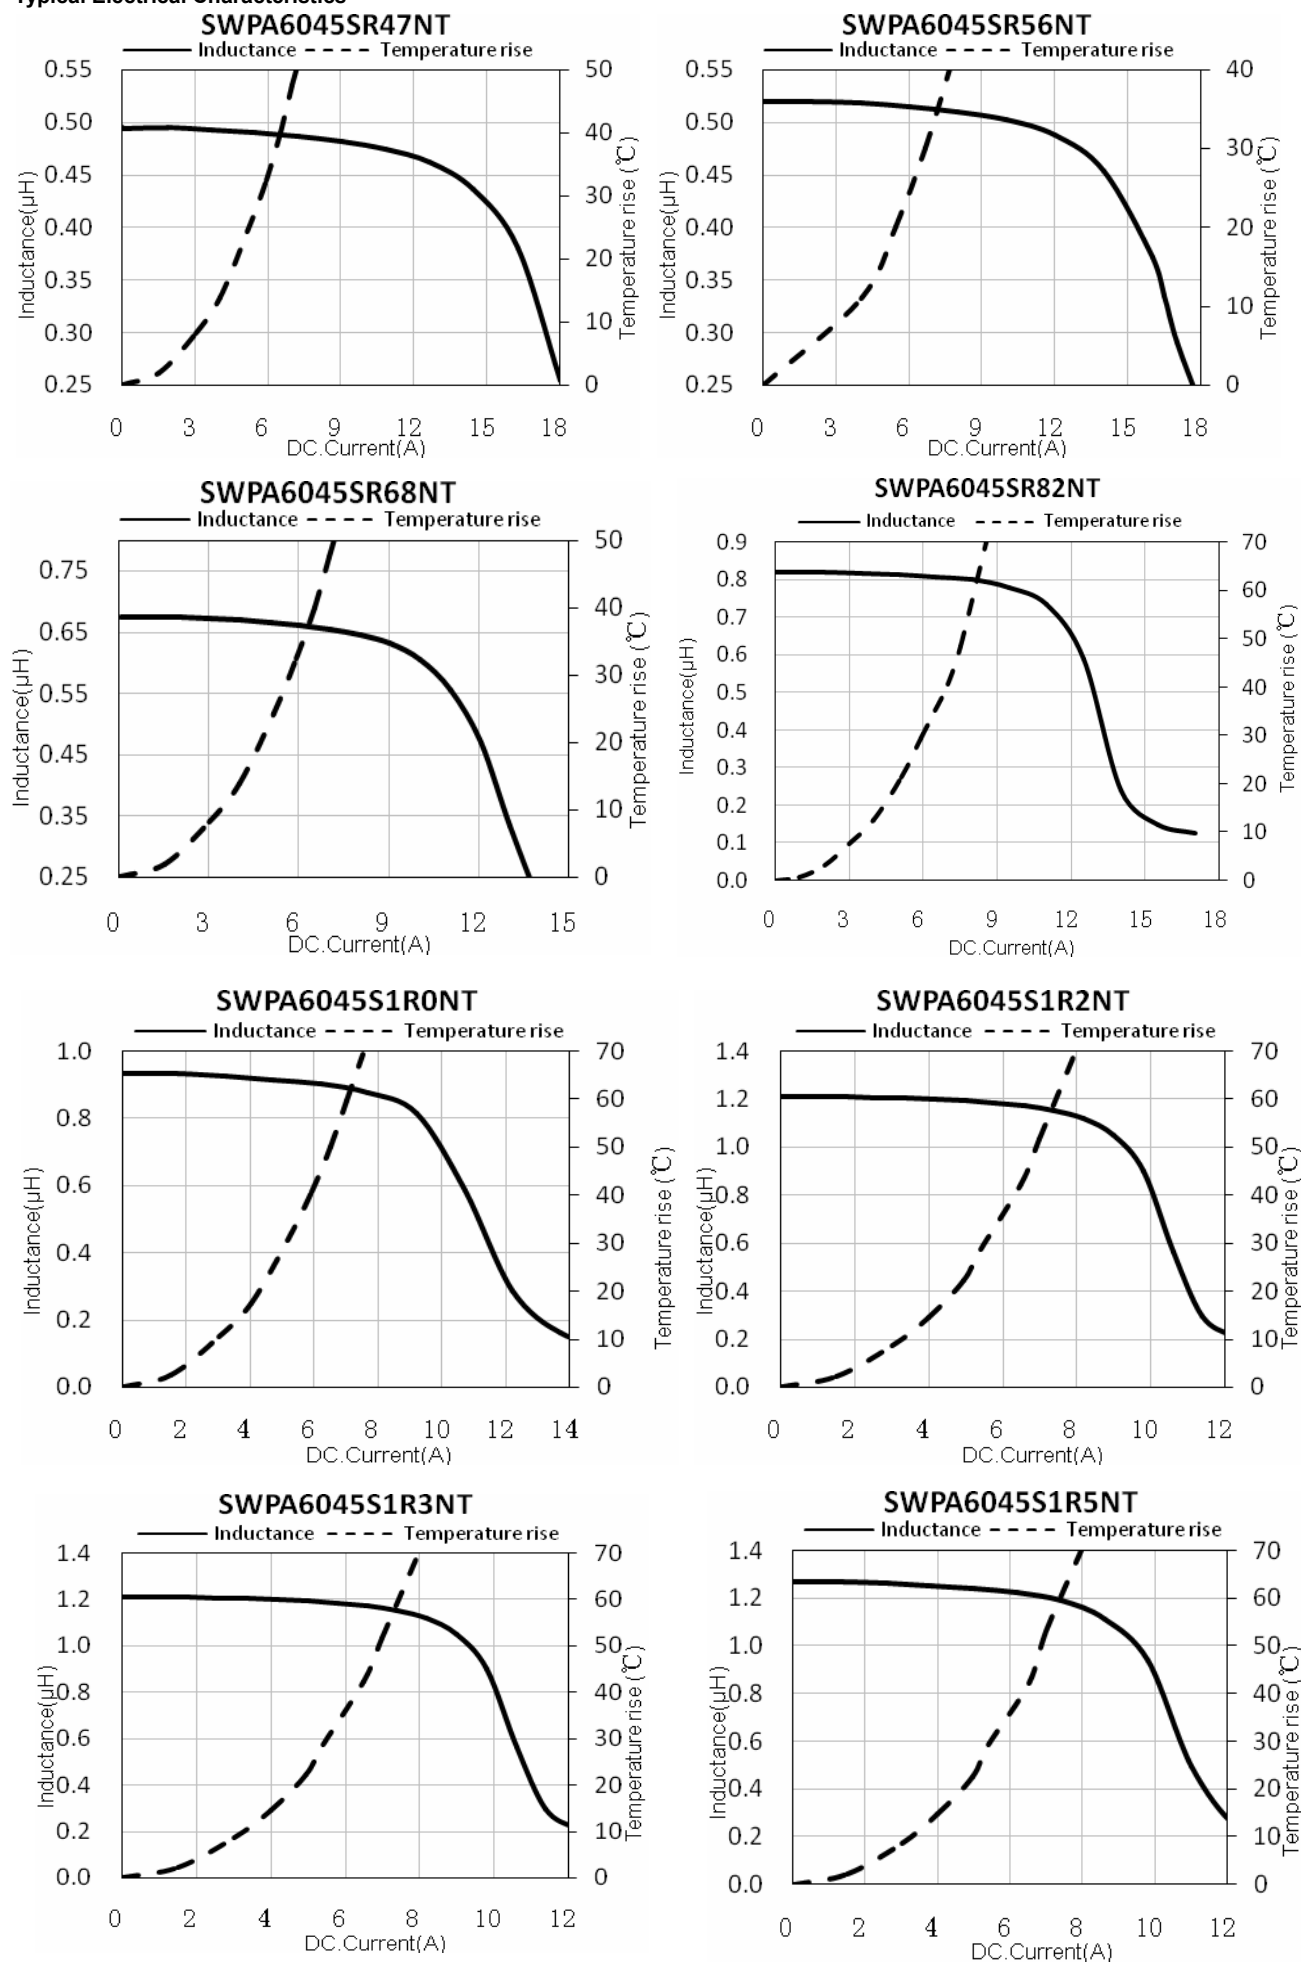 Typical Electrical Characteristics
SWPA6045SR47NT
Inductance Temperature rise
0.55
0.50
0.45
0.40
0.35
0.30
0.25
Inductance(μH)
50
40
30
20
10
0
Temperature rise (℃)
0 3 6 9 12 15 18
DC.Current(A)
SWPA6045SR56NT
Inductance Temperature rise
0.55
0.50
0.45
0.40
0.35
0.30
0.25
Inductance(μH)
40
30
20
10
0
Temperature rise (℃)
0 3 6 9 12 15 18
DC.Current(A)
SWPA6045SR68NT
Inductance Temperature rise
0.75
0.65
0.55
0.45
0.35
0.25
Inductance(μH)
50
40
30
20
10
0
Temperature rise (℃)
0 3 6 9 12 15
DC.Current(A)
SWPA6045SR82NT
Inductance Temperature rise
0.9
0.8
0.7
0.6
0.5
0.4
0.3
0.2
0.1
0.0
Inductance(μH)
70
60
50
40
30
20
10
0
Temperature rise (℃)
0 3 6 9 12 15 18
DC.Current(A)
SWPA6045S1R0NT
Inductance Temperature rise
1.0
0.8
0.6
0.4
0.2
0.0
Inductance(μH)
70
60
50
40
30
20
10
0
Temperature rise (℃)
0 2 4 6 8 10 12 14
DC.Current(A)
SWPA6045S1R2NT
Inductance Temperature rise
1.4
1.2
1.0
0.8
0.6
0.4
0.2
0.0
Inductance(μH)
70
60
50
40
30
20
10
0
Temperature rise (℃)
0 2 4 6 8 10 12
DC.Current(A)
SWPA6045S1R3NT
Inductance Temperature rise
1.4
1.2
1.0
0.8
0.6
0.4
0.2
0.0
Inductance(μH)
70
60
50
40
30
20
10
0
Temperature rise (℃)
0 2 4 6 8 10 12
DC.Current(A)
SWPA6045S1R5NT
Inductance Temperature rise
1.4
1.2
1.0
0.8
0.6
0.4
0.2
0.0
Inductance(μH)
70
60
50
40
30
20
10
0
Temperature rise (℃)
0 2 4 6 8 10 12
DC.Current(A)